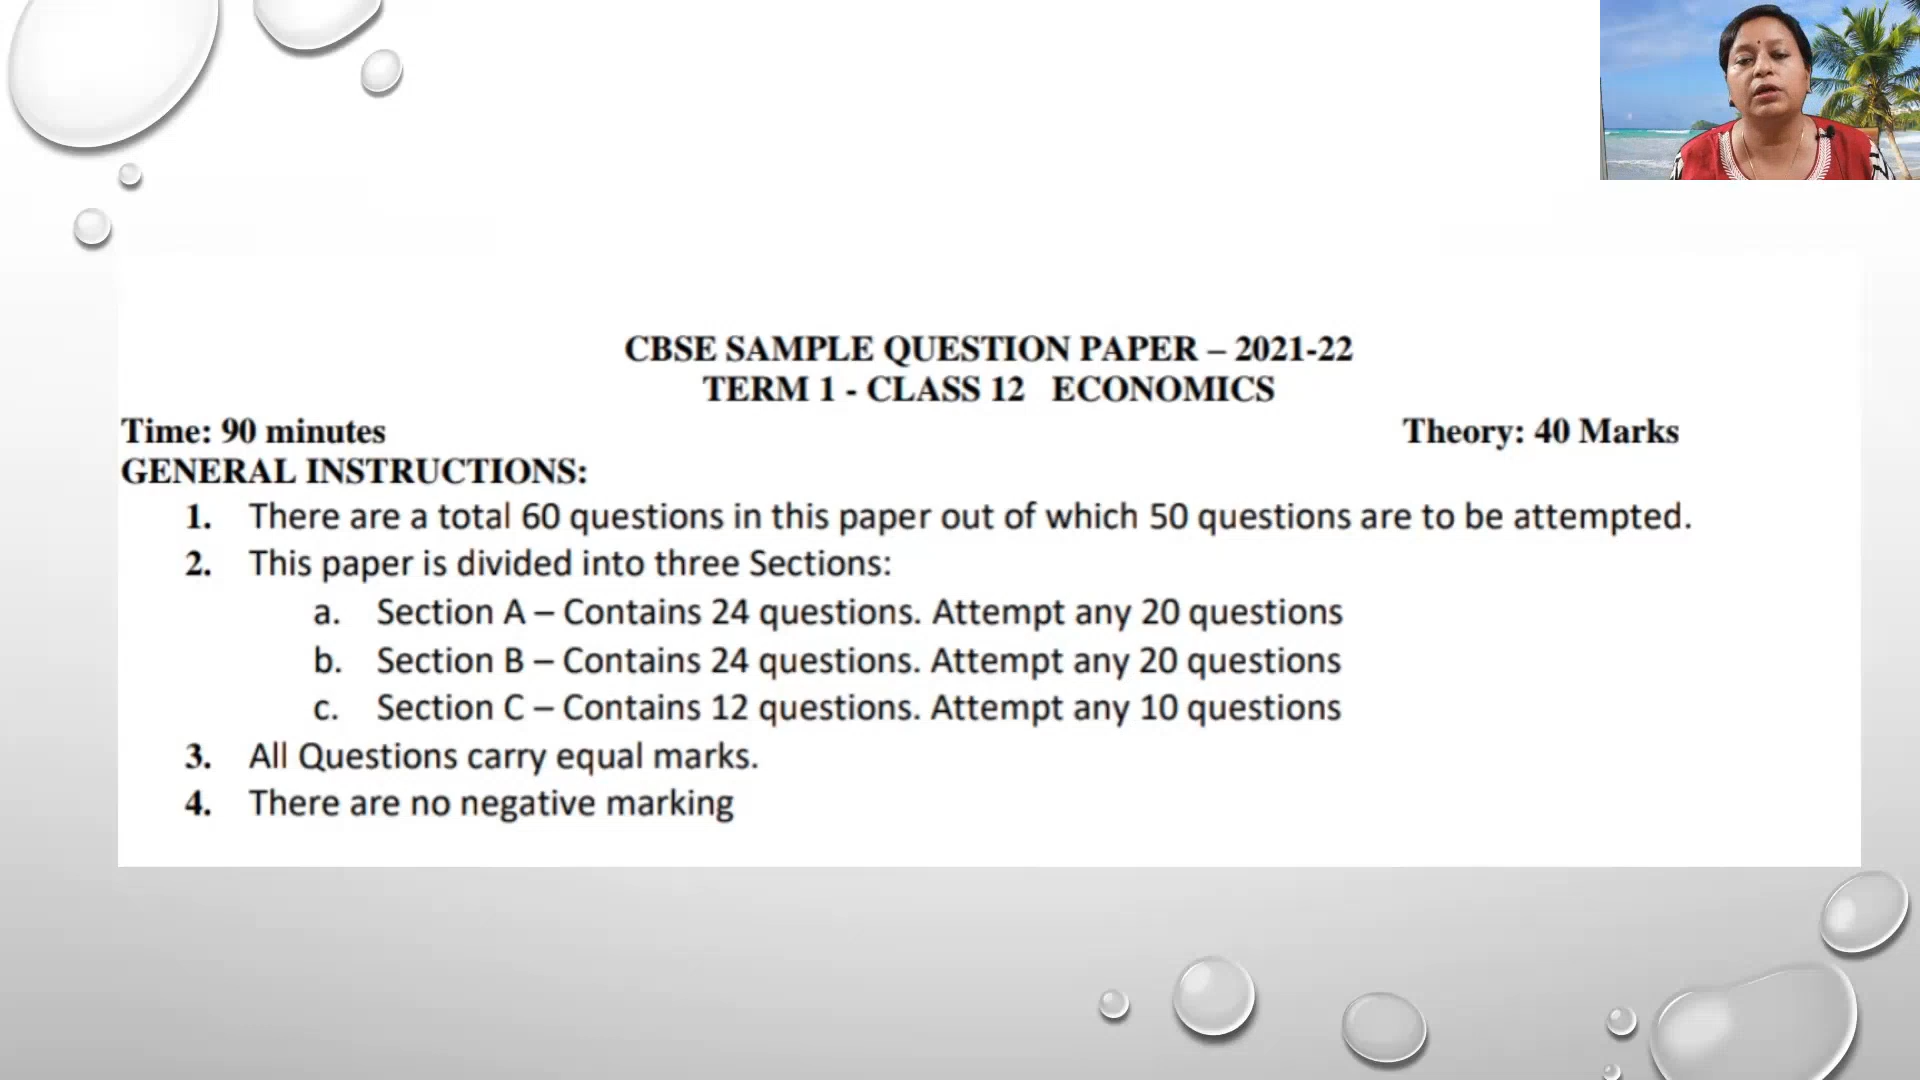 CBSE SAMPLE QUESTION PAPER – 2021-22
TERM 1 - CLASS 12 ECONOMICS
Time: 90 minutes Theory: 40 Marks
GENERAL INSTRUCTIONS:
1. There are a total 60 questions in this paper out of which 50 questions are to be attempted.
2. This paper is divided into three Sections:
a. Section A – Contains 24 questions. Attempt any 20 questions
b. Section B – Contains 24 questions. Attempt any 20 questions
c. Section C – Contains 12 questions. Attempt any 10 questions
3. All Questions carry equal marks.
4. There are no negative marking